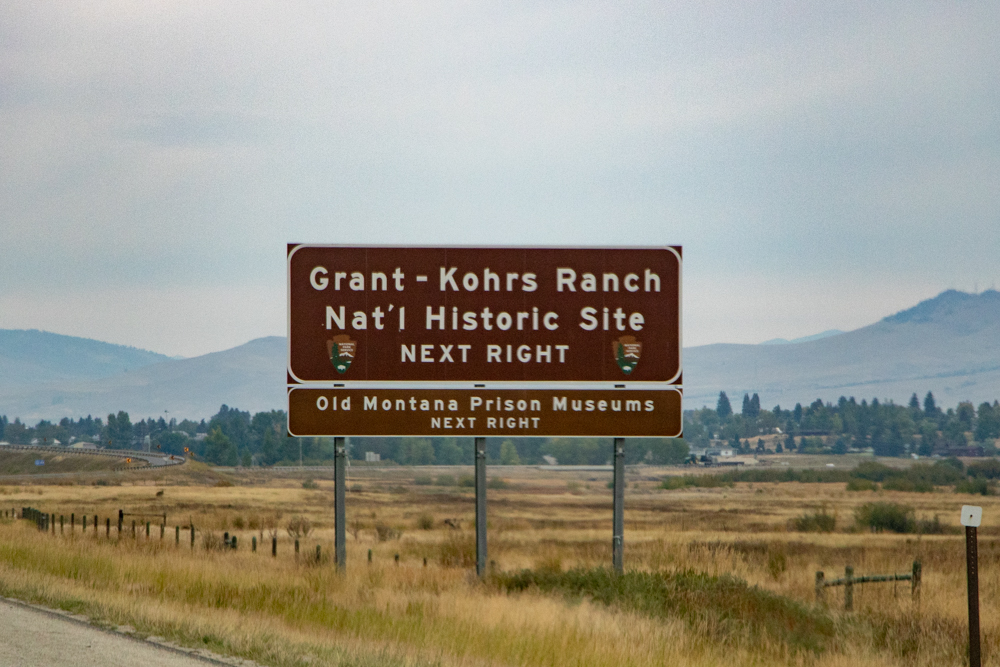 Grant - Kohrs Ranch
Nat'l Historic Site
NEXT RIGHT
Old Montana Prison Museums
NEXT RIGHT